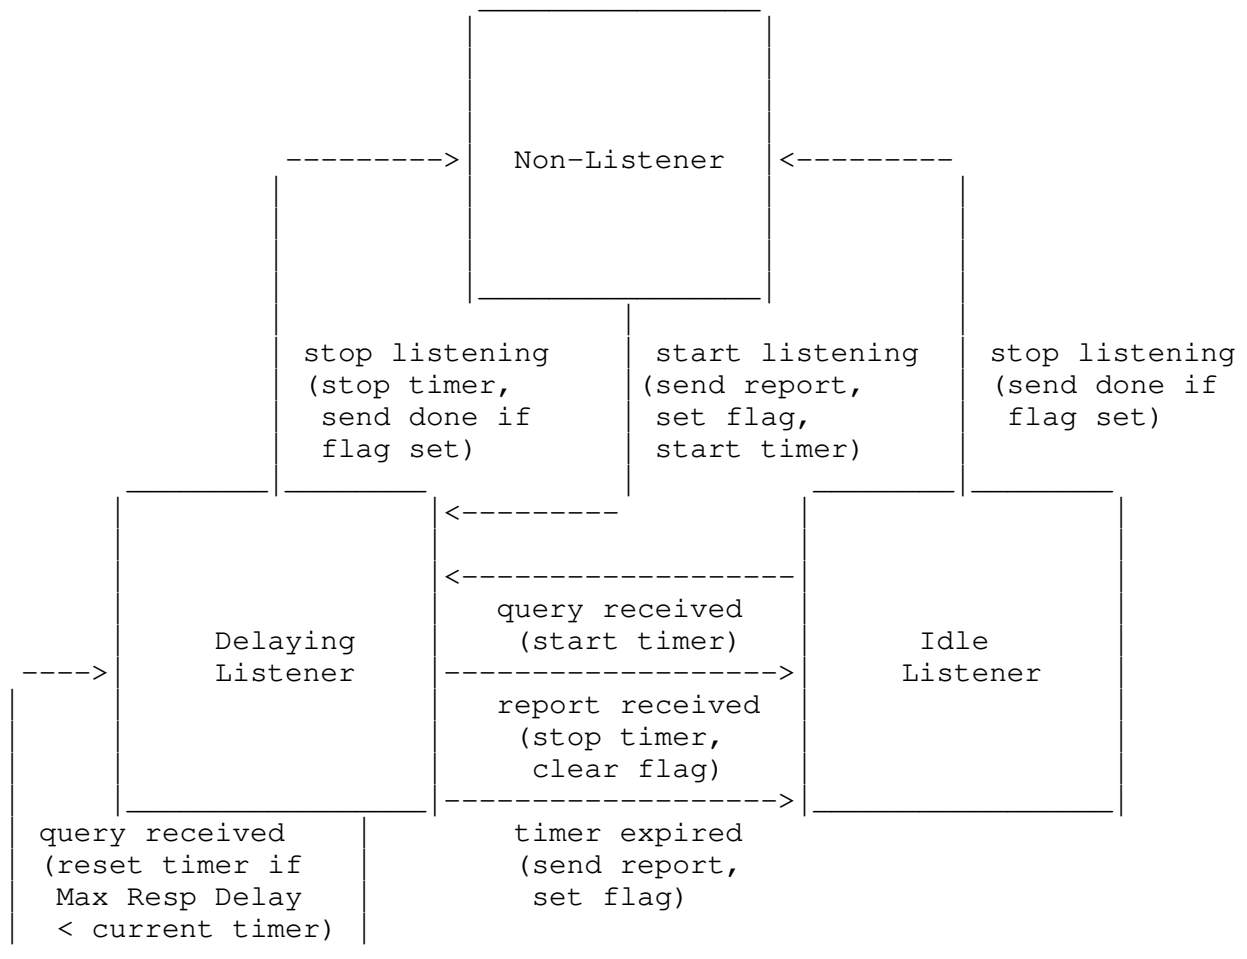 Non-Listener
stop listening
(stop timer,
send done if
flag set)
start listening
(send report,
set flag,
start timer)
stop listening
(send done if
flag set)
query received
(start timer)
Delaying
Listener
Idle
Listener
report received
(stop timer,
clear flag)
query received
(reset timer if
Max Resp Delay
< current timer)
timer expired
(send report,
set flag)